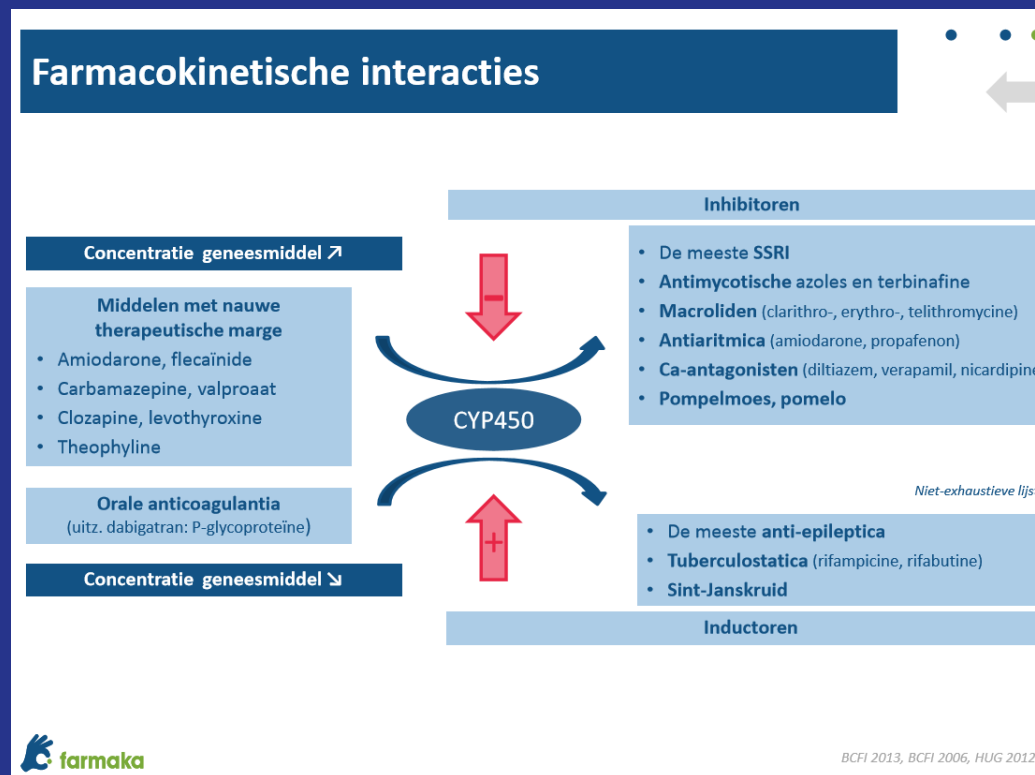 Farmacokinetische interacties
Inhibitoren
Concentratie geneesmiddel ↗
Middelen met nauwe
therapeutische marge
• Amiodarone, flecaïnide
• Carbamazepine, valproaat
• Clozapine, levothyroxine
• Theophyline
Orale anticoagulantia
(uitz. dabigatran: P-glycoproteïne)
Concentratie geneesmiddel ↘
−
CYP450
+
• De meeste SSRI
• Antimycotische azoles en terbinafine
• Macroliden (clarithro-, erythro-, telithromycine)
• Antiaritmica (amiodarone, propafenon)
• Ca-antagonisten (diltiazem, verapamil, nicardipine
• Pompelmoes, pomelo
Niet-exhaustieve lijst
• De meeste anti-epileptica
• Tuberculostatica (rifampicine, rifabutine)
• Sint-Janskruid
Inductoren
farmaka
BCFI 2013, BCFI 2006, HUG 2012